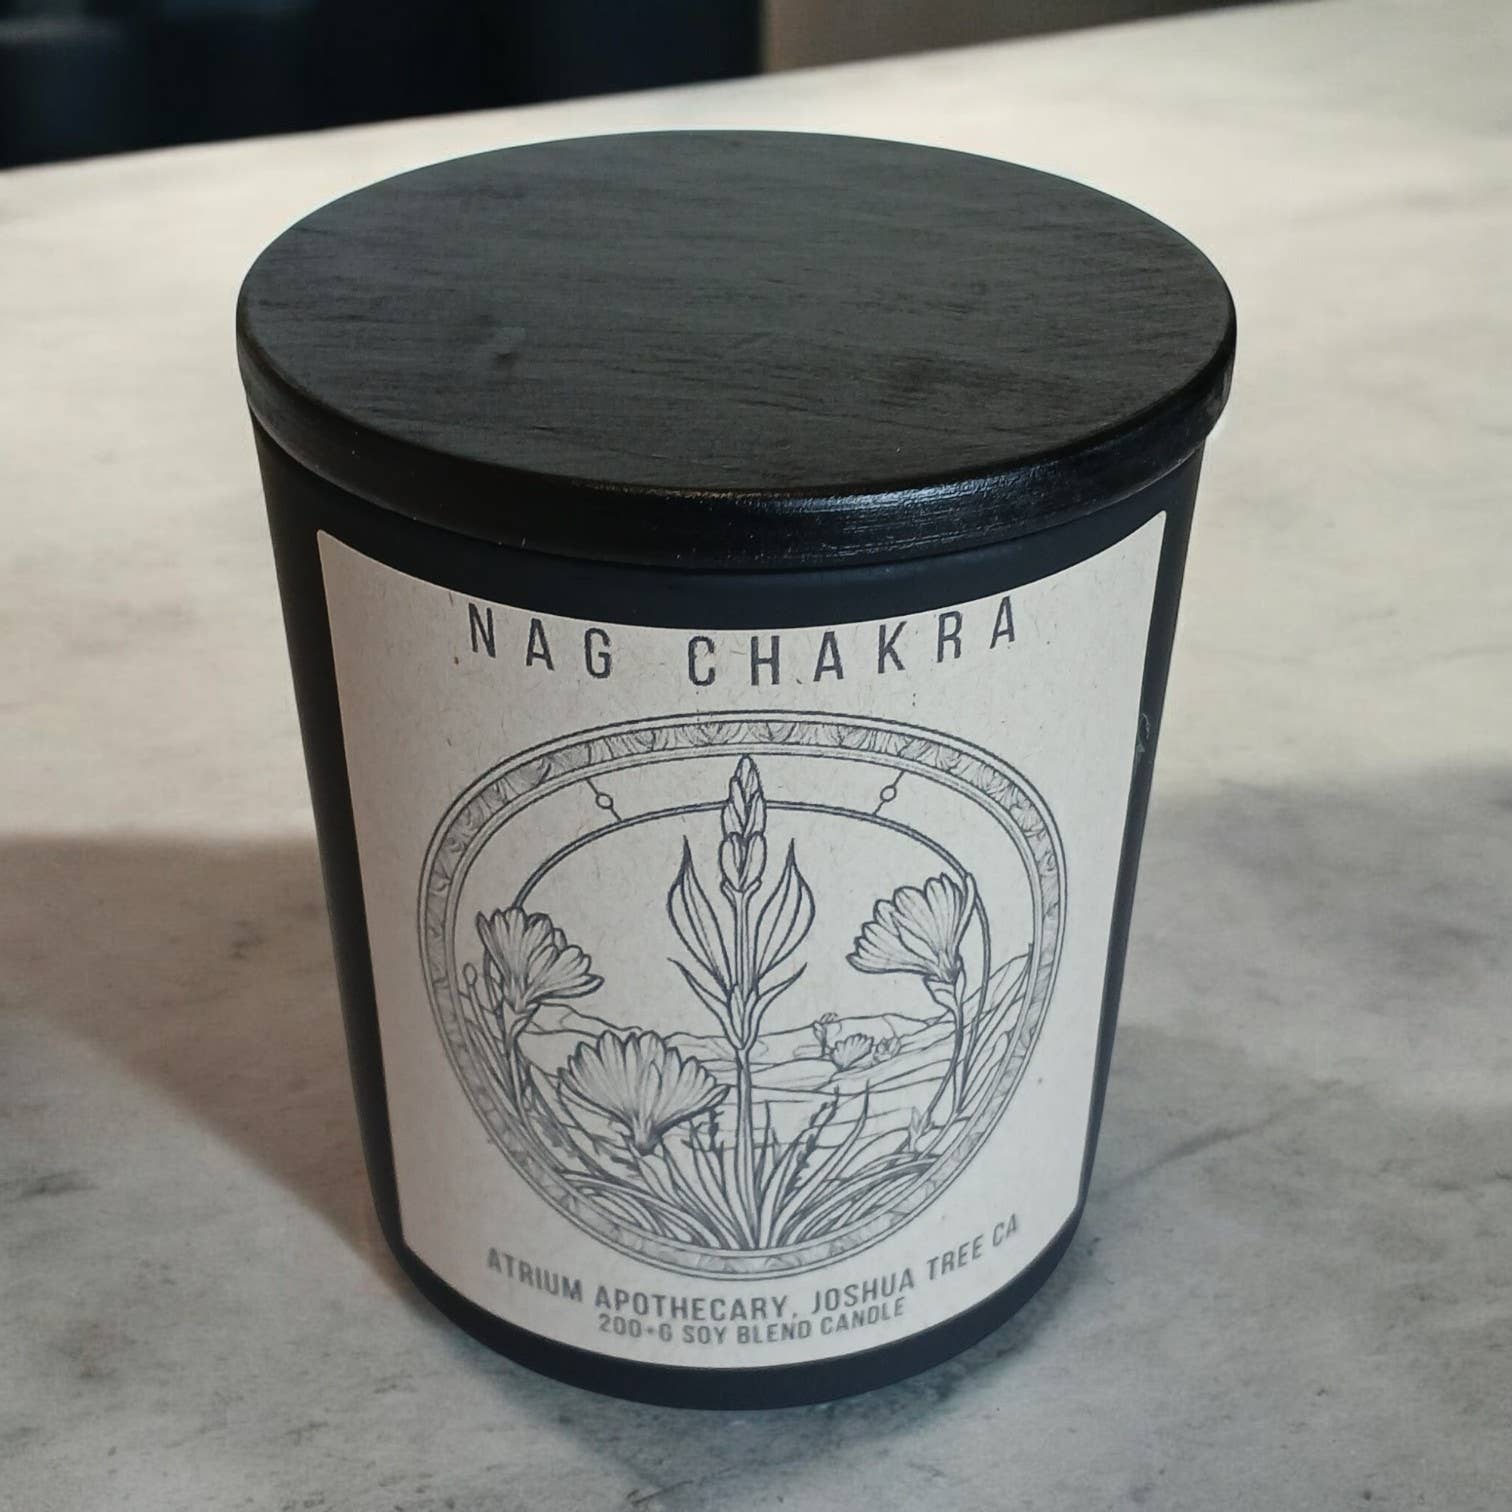 NAG CHAKRA
ATRIUM APOTHECARY, JOSHUA TREE CA
200+G SOY BLEND CANDLE